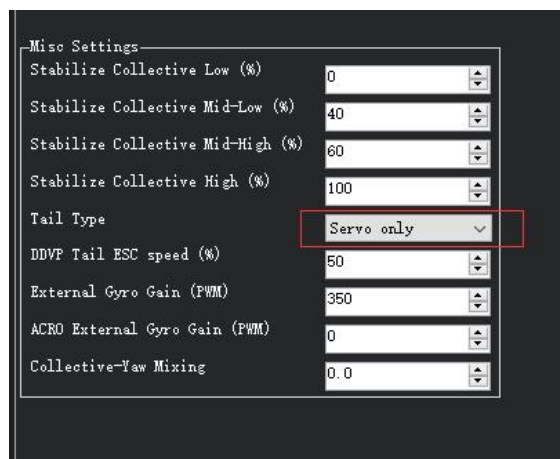 Misc Settings
Stabilize Collective Low (%) 0
Stabilize Collective Mid-Low (%) 40
Stabilize Collective Mid-High (%) 60
Stabilize Collective High (%) 100
Tail Type Servo only
DDVP Tail ESC speed (%) 50
External Gyro Gain (PWM) 350
ACRO External Gyro Gain (PWM) 0
Collective-Yaw Mixing 0.0